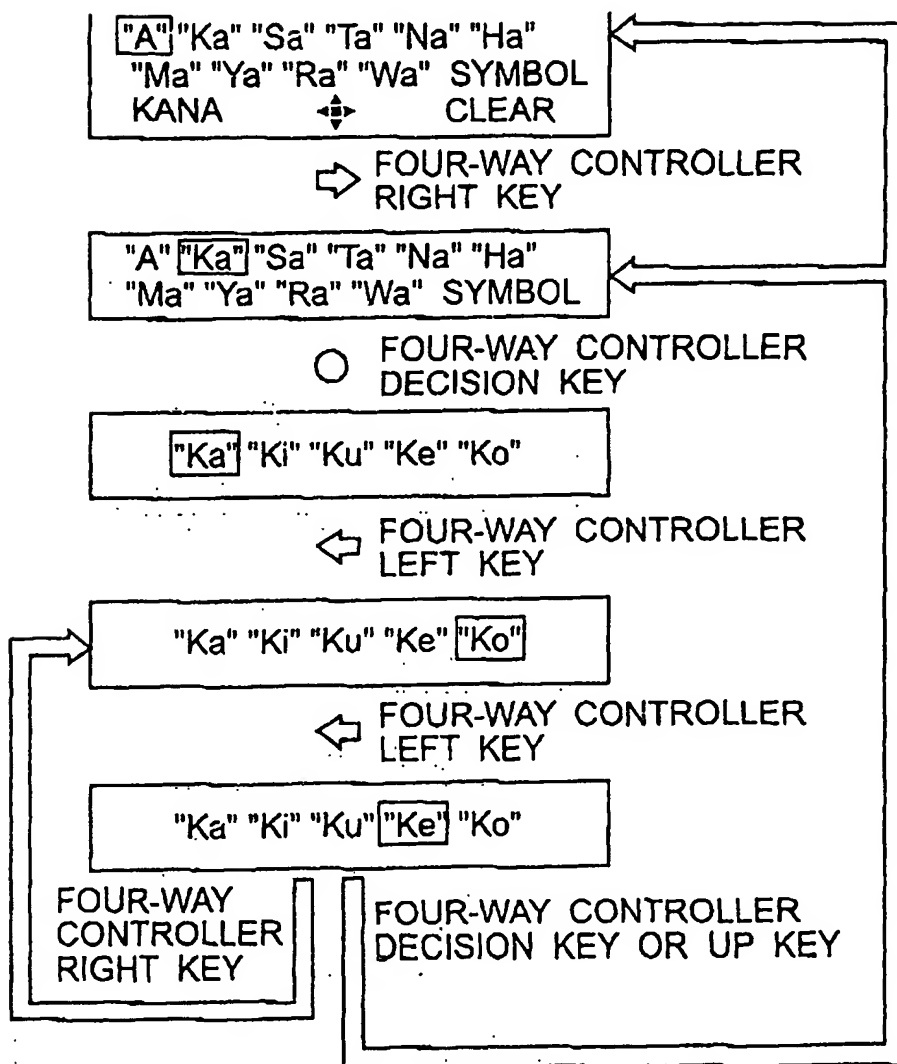 "A" "Ka" "Sa" "Ta" "Na" "Ha"
"Ma" "Ya" "Ra" "Wa" SYMBOL
KANA CLEAR
FOUR-WAY CONTROLLER
RIGHT KEY
"A" "Ka" "Sa" "Ta" "Na" "Ha"
"Ma" "Ya" "Ra" "Wa" SYMBOL
FOUR-WAY CONTROLLER
DECISION KEY
"Ka" "Ki" "Ku" "Ke" "Ko"
FOUR-WAY CONTROLLER
LEFT KEY
"Ka" "Ki" "Ku" "Ke" "Ko"
FOUR-WAY CONTROLLER
LEFT KEY
"Ka" "Ki" "Ku" "Ke" "Ko"
FOUR-WAY
CONTROLLER
RIGHT KEY
FOUR-WAY CONTROLLER
DECISION KEY OR UP KEY